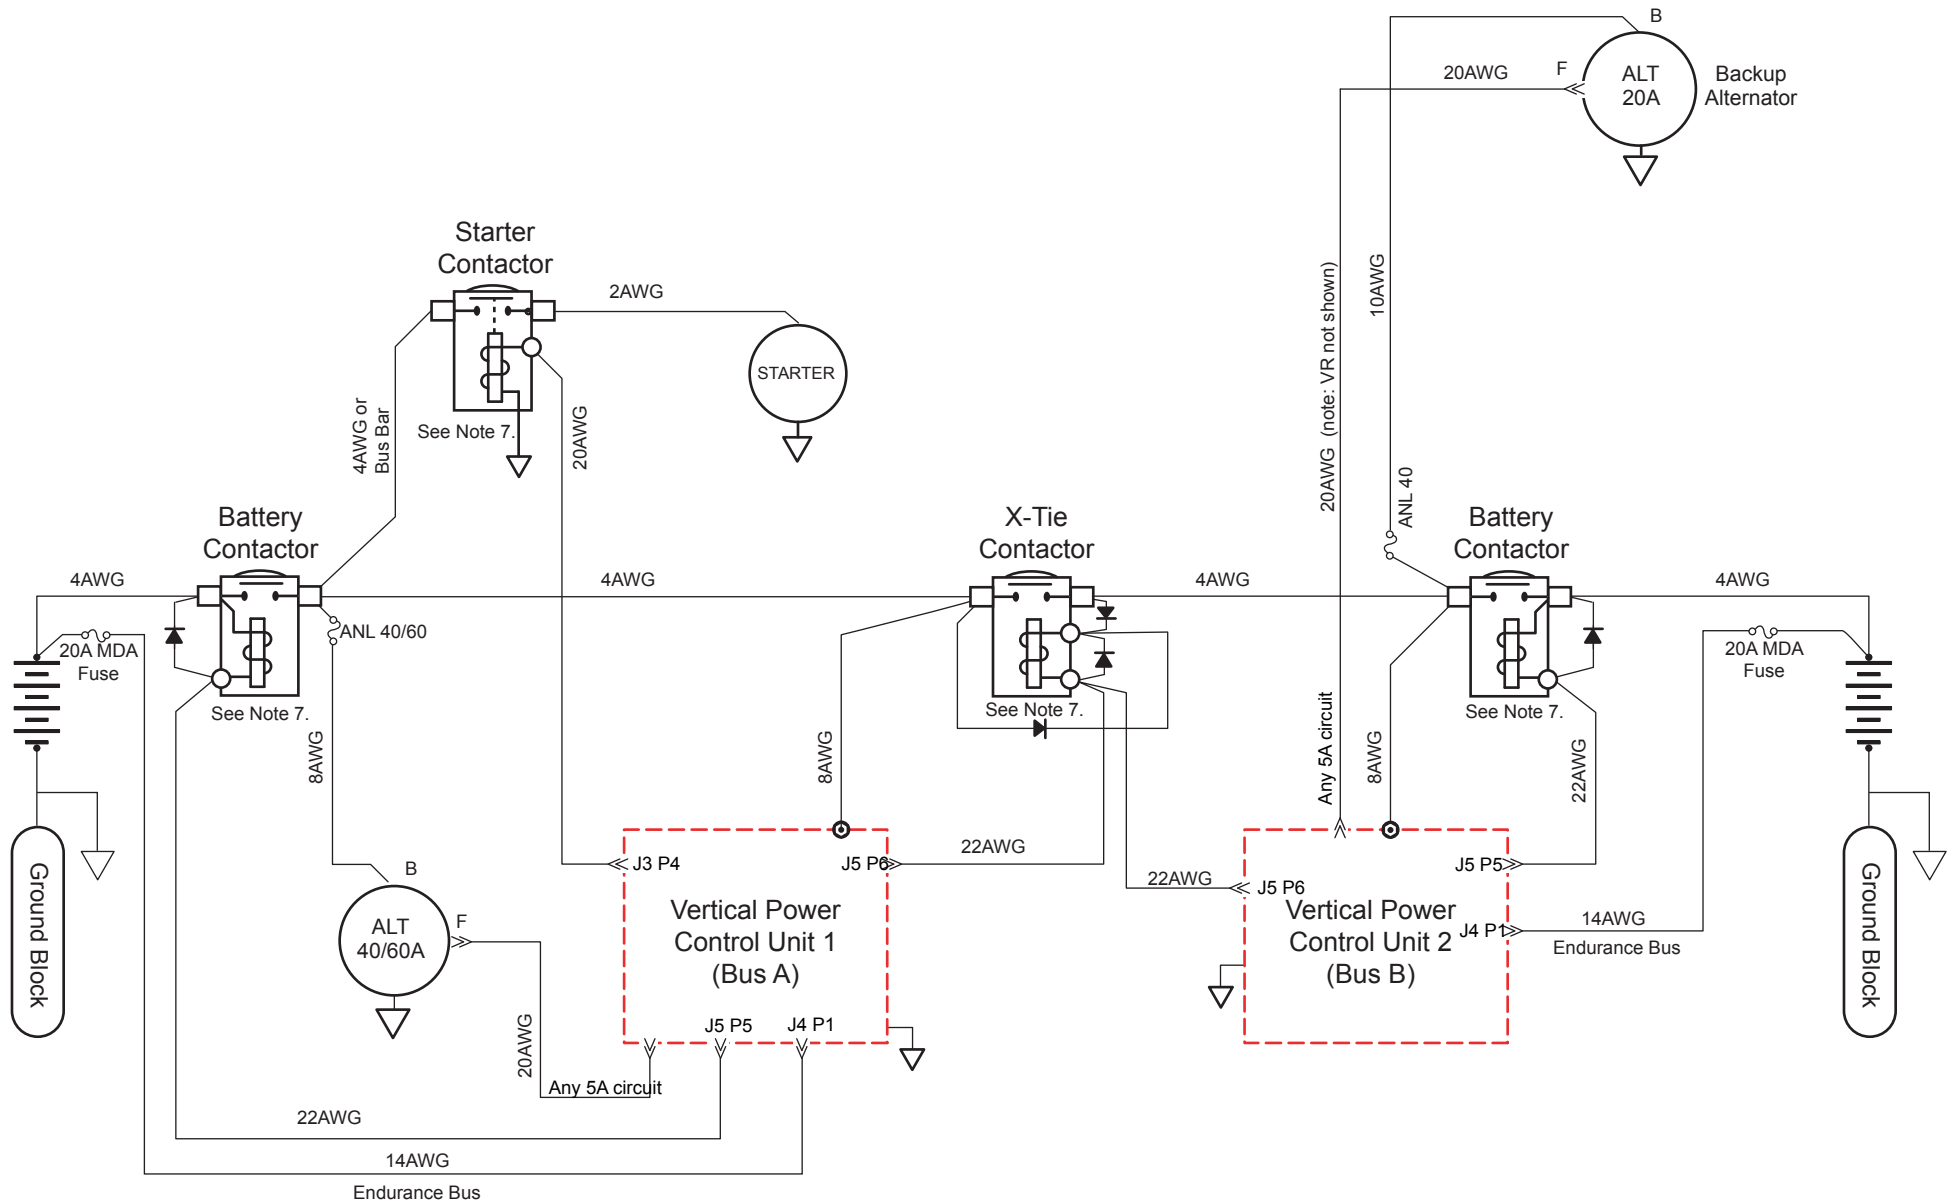 B
20AWG
F
ALT
20A
Backup
Alternator
Starter
Contactor
2AWG
STARTER
See Note 7.
4AWG or
Bus Bar
20AWG
20AWG (note: VR not shown)
Any 5A circuit
10AWG
ANL 40
Battery
Contactor
4AWG
ANL 40/60
20A MDA
Fuse
See Note 7.
8AWG
4AWG
X-Tie
Contactor
See Note 7.
4AWG
Battery
Contactor
4AWG
20A MDA
Fuse
See Note 7.
8AWG
8AWG
22AWG
Ground Block
B
ALT
40/60A
F
20AWG
Any 5A circuit
J3 P4
J5 P6
22AWG
Vertical Power
Control Unit 1
(Bus A)
J5 P5
J4 P1
22AWG
J5 P6
J5 P5
Vertical Power
Control Unit 2
(Bus B)
J4 P1
14AWG
Endurance Bus
Ground Block
22AWG
14AWG
Endurance Bus